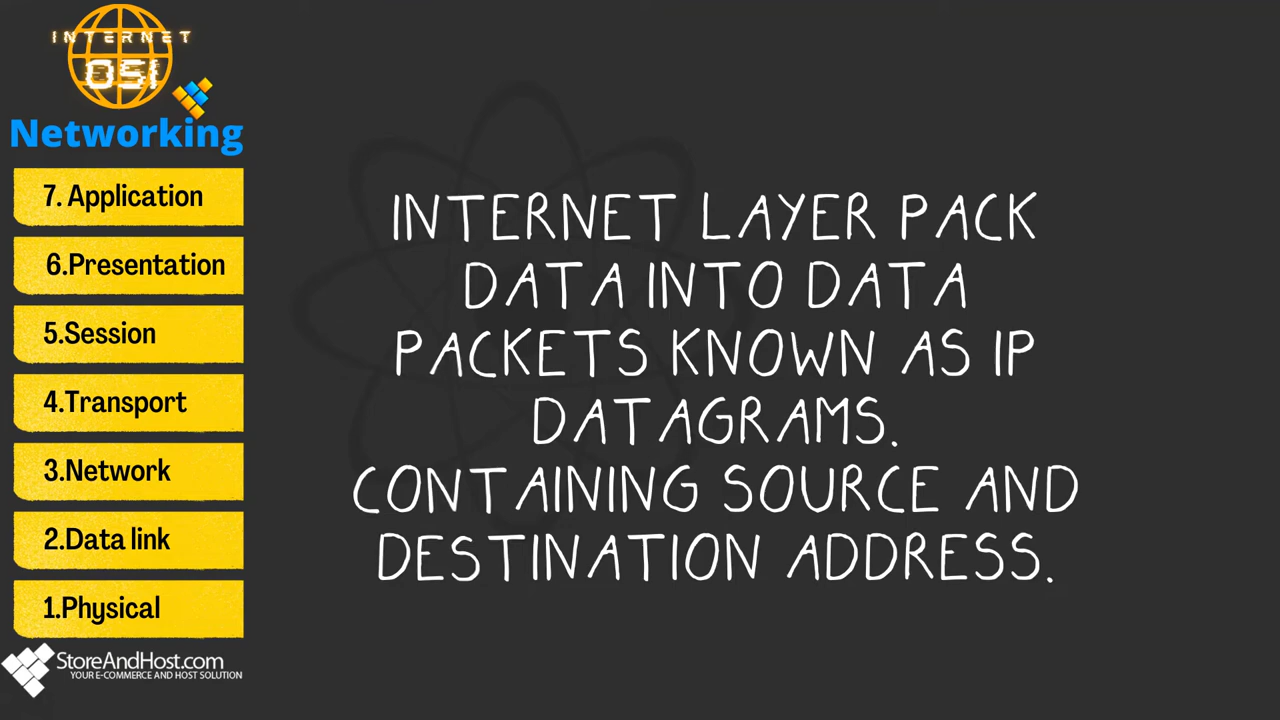 INTERNET
OSI
Networking
7. Application
6.Presentation
5.Session
4.Transport
3.Network
2.Data link
1.Physical
StoreAndHost.com
YOUR E-COMMERCE AND HOST SOLUTION
INTERNET LAYER PACK
DATA INTO DATA
PACKETS KNOWN AS IP
DATAGRAMS.
CONTAINING SOURCE AND
DESTINATION ADDRESS.